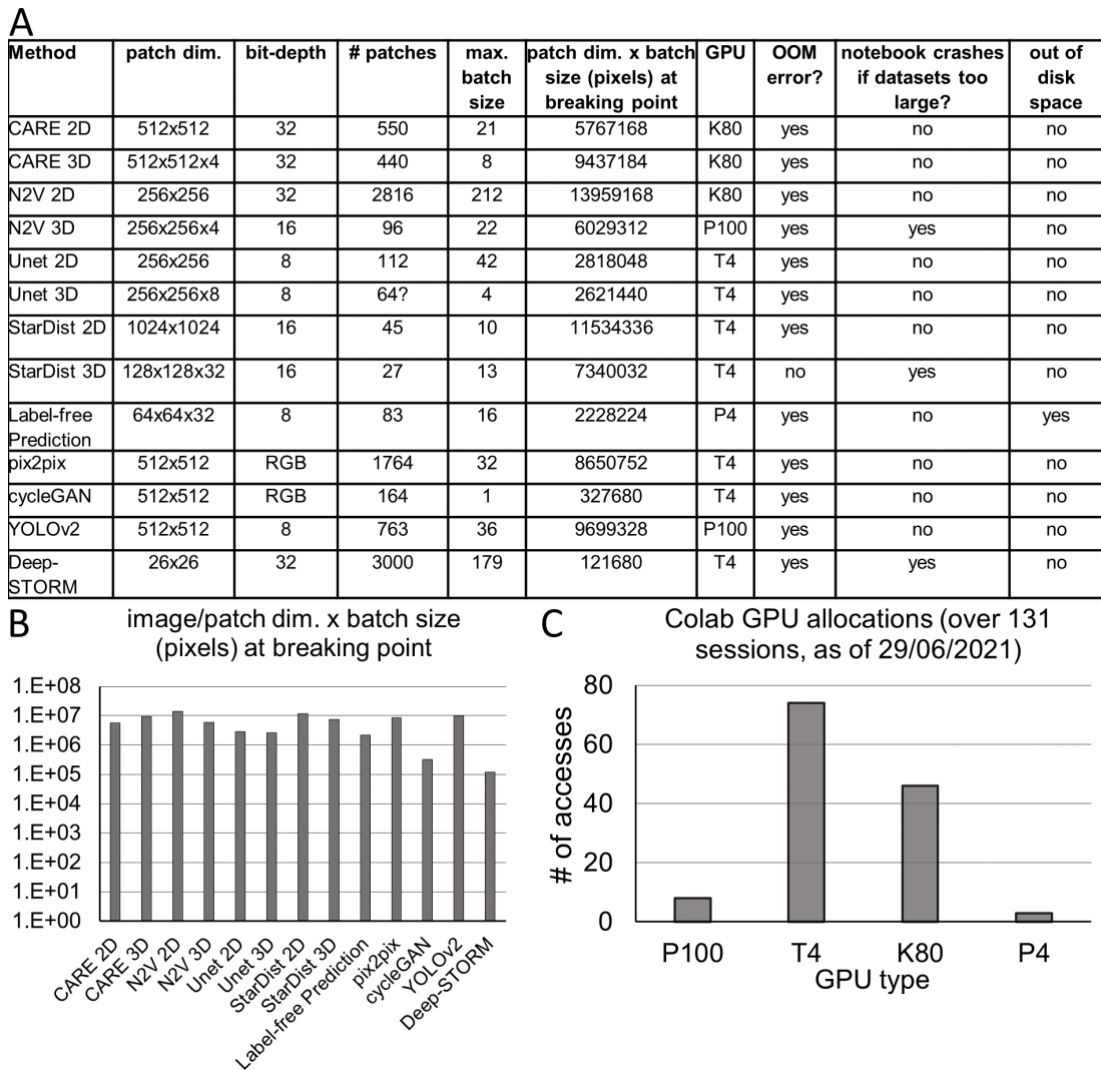 A
Method patch dim. bit-depth # patches max. batch size patch dim. x batch size (pixels) at breaking point GPU OOM error? notebook crashes if datasets too large? out of disk space
CARE 2D 512x512 32 550 21 5767168 K80 yes no no
CARE 3D 512x512x4 32 440 8 9437184 K80 yes no no
N2V 2D 256x256 32 2816 212 13959168 K80 yes no no
N2V 3D 256x256x4 16 96 22 6029312 P100 yes yes no
Unet 2D 256x256 8 112 42 2818048 T4 yes no no
Unet 3D 256x256x8 8 64? 4 2621440 T4 yes no no
StarDist 2D 1024x1024 16 45 10 11534336 T4 yes no no
StarDist 3D 128x128x32 16 27 13 7340032 T4 no yes no
Label-free Prediction 64x64x32 8 83 16 2228224 P4 yes no yes
pix2pix 512x512 RGB 1764 32 8650752 T4 yes no no
cycleGAN 512x512 RGB 164 1 327680 T4 yes no no
YOLOv2 512x512 8 763 36 9699328 P100 yes no no
Deep-STORM 26x26 32 3000 179 121680 T4 yes yes no
B
image/patch dim. x batch size
(pixels) at breaking point
1.E+08
1.E+07
1.E+06
1.E+05
1.E+04
1.E+03
1.E+02
1.E+01
1.E+00
CARE 2D
CARE 3D
N2V 2D
N2V 3D
Unet 2D
Unet 3D
StarDist 2D
StarDist 3D
Label-free Prediction
pix2pix
cycleGAN
YOLOv2
Deep-STORM
C
Colab GPU allocations (over 131
sessions, as of 29/06/2021)
# of accesses
80
60
40
20
0
P100 T4 K80 P4
GPU type